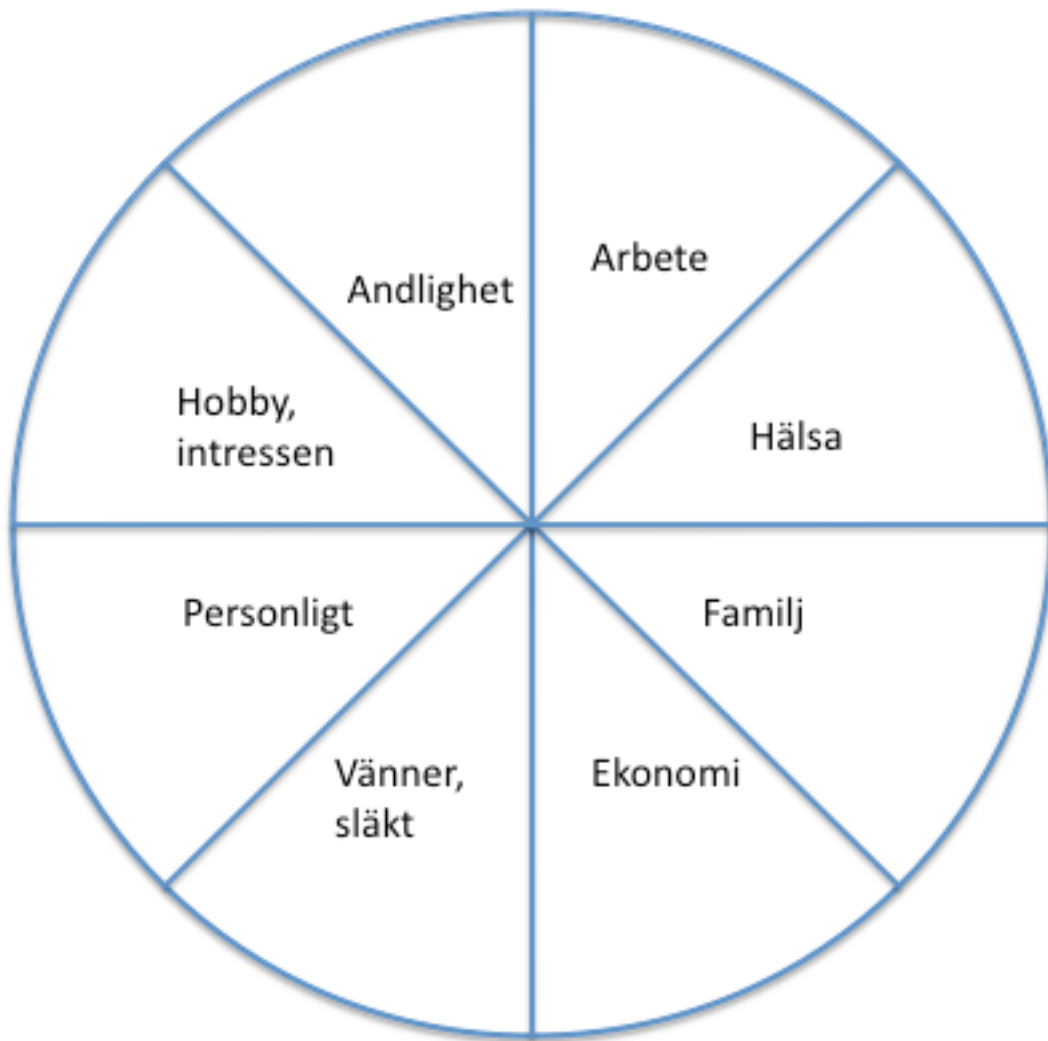 Andlighet
Arbete
Hobby,
intressen
Hälsa
Personligt
Familj
Vänner,
släkt
Ekonomi